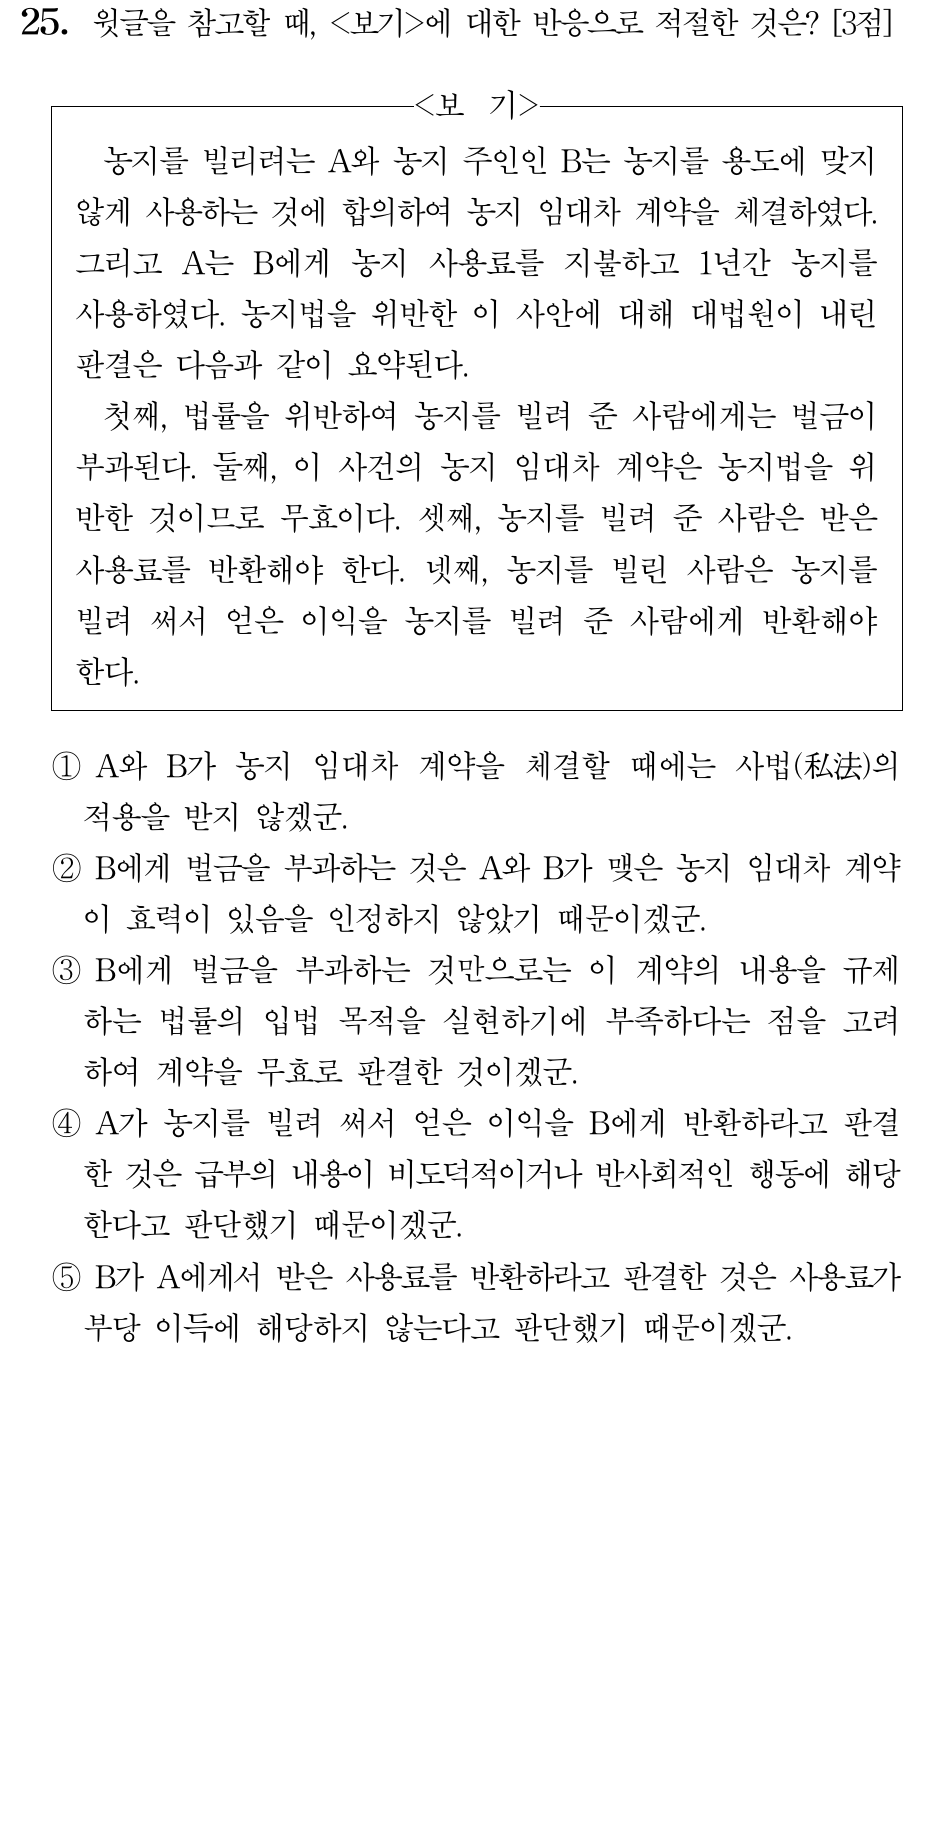 25. 윗글을 참고할 때, <보기>에 대한 반응으로 적절한 것은? [3점]
<보 기>
농지를 빌리려는 A와 농지 주인인 B는 농지를 용도에 맞지
않게 사용하는 것에 합의하여 농지 임대차 계약을 체결하였다.
그리고 A는 B에게 농지 사용료를 지불하고 1년간 농지를
사용하였다. 농지법을 위반한 이 사안에 대해 대법원이 내린
판결은 다음과 같이 요약된다.
첫째, 법률을 위반하여 농지를 빌려 준 사람에게는 벌금이
부과된다. 둘째, 이 사건의 농지 임대차 계약은 농지법을 위
반한 것이므로 무효이다. 셋째, 농지를 빌려 준 사람은 받은
사용료를 반환해야 한다. 넷째, 농지를 빌린 사람은 농지를
빌려 써서 얻은 이익을 농지를 빌려 준 사람에게 반환해야
한다.
① A와 B가 농지 임대차 계약을 체결할 때에는 사법(私法)의
적용을 받지 않겠군.
② B에게 벌금을 부과하는 것은 A와 B가 맺은 농지 임대차 계약
이 효력이 있음을 인정하지 않았기 때문이겠군.
③ B에게 벌금을 부과하는 것만으로는 이 계약의 내용을 규제
하는 법률의 입법 목적을 실현하기에 부족하다는 점을 고려
하여 계약을 무효로 판결한 것이겠군.
④ A가 농지를 빌려 써서 얻은 이익을 B에게 반환하라고 판결
한 것은 급부의 내용이 비도덕적이거나 반사회적인 행동에 해당
한다고 판단했기 때문이겠군.
⑤ B가 A에게서 받은 사용료를 반환하라고 판결한 것은 사용료가
부당 이득에 해당하지 않는다고 판단했기 때문이겠군.